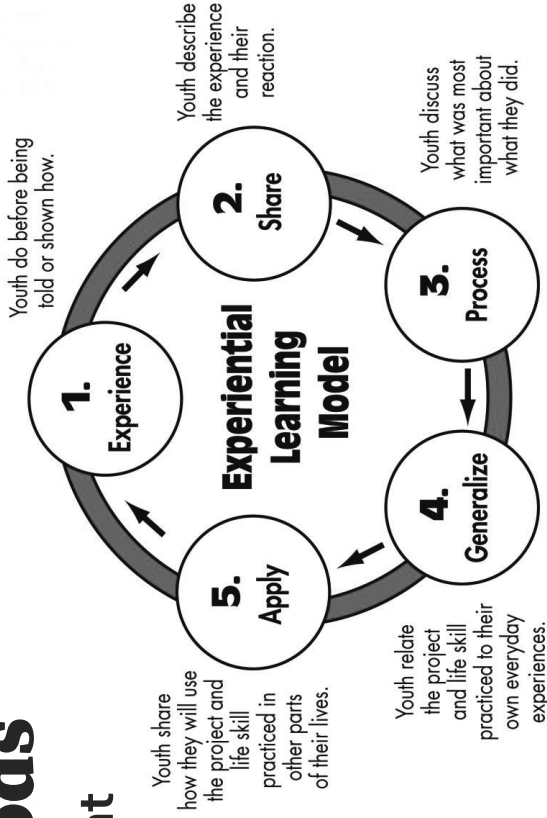 Experiential
Learning
Model
1.
Experience
Youth do before being
told or shown how.
2.
Share
Youth describe
the experience
and their
reaction.
3.
Process
Youth discuss
what was most
important about
what they did.
4.
Generalize
Youth relate
the project
and life skill
practiced to their
own everyday
experiences.
5.
Apply
Youth share
how they will use
the project and
life skill
practiced in
other parts
of their lives.